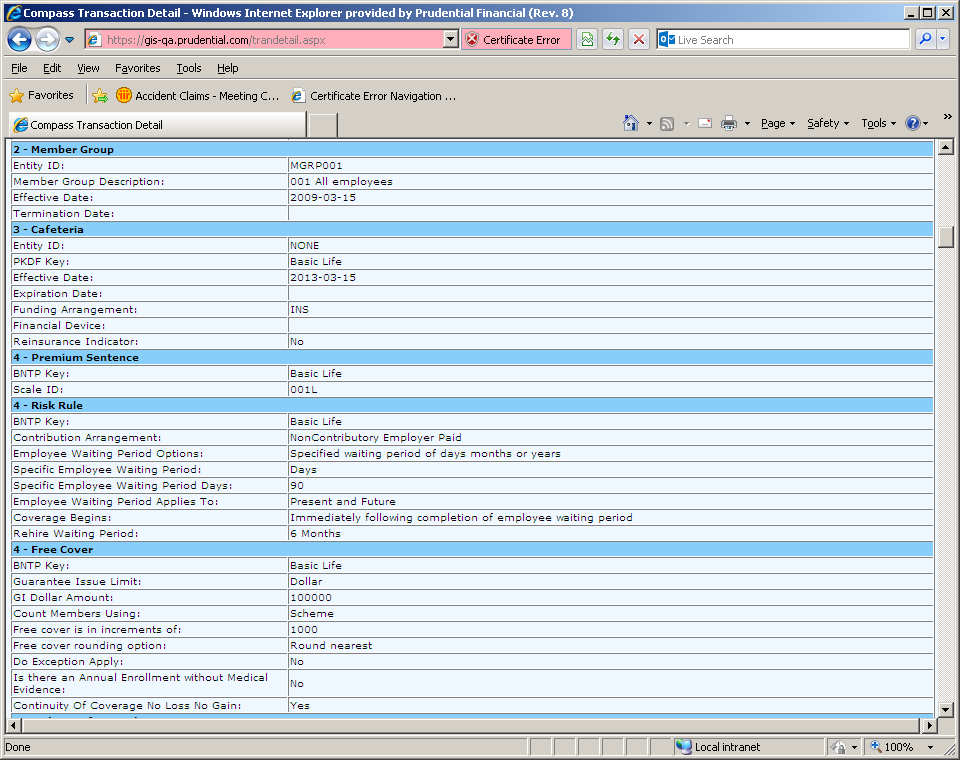 Compass Transaction Detail - Windows Internet Explorer provided by Prudential Financial (Rev. 8)
https://gis-qa.prudential.com/trandetail.aspx Certificate Error Live Search
File Edit View Favorites Tools Help
Favorites Accident Claims - Meeting C... Certificate Error Navigation ...
Compass Transaction Detail Page Safety Tools »
2 - Member Group
Entity ID: MGRP001
Member Group Description: 001 All employees
Effective Date: 2009-03-15
Termination Date:
3 - Cafeteria
Entity ID: NONE
PKDF Key: Basic Life
Effective Date: 2013-03-15
Expiration Date:
Funding Arrangement: INS
Financial Device:
Reinsurance Indicator: No
4 - Premium Sentence
BNTP Key: Basic Life
Scale ID: 001L
4 - Risk Rule
BNTP Key: Basic Life
Contribution Arrangement: NonContributory Employer Paid
Employee Waiting Period Options: Specified waiting period of days months or years
Specific Employee Waiting Period: Days
Specific Employee Waiting Period Days: 90
Employee Waiting Period Applies To: Present and Future
Coverage Begins: Immediately following completion of employee waiting period
Rehire Waiting Period: 6 Months
4 - Free Cover
BNTP Key: Basic Life
Guarantee Issue Limit: Dollar
GI Dollar Amount: 100000
Count Members Using: Scheme
Free cover is in increments of: 1000
Free cover rounding option: Round nearest
Do Exception Apply: No
Is there an Annual Enrollment without Medical
Evidence: No
Continuity Of Coverage No Loss No Gain: Yes
Done Local intranet 100%